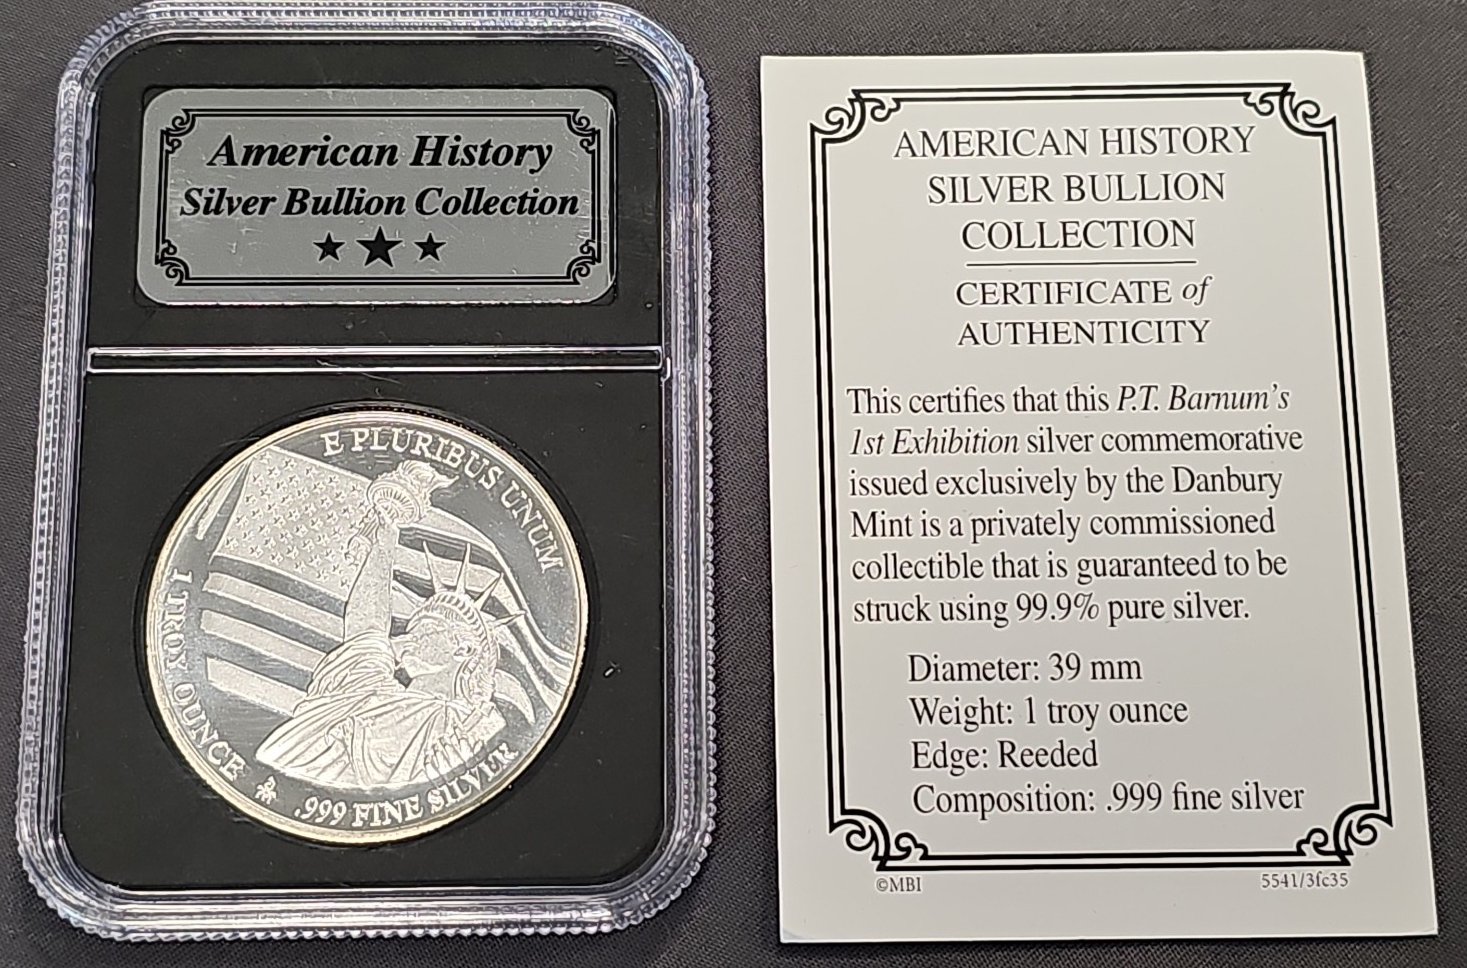 American History
Silver Bullion Collection
E PLURIBUS UNUM
1 TROY OUNCE
.999 FINE SILVER
AMERICAN HISTORY
SILVER BULLION
COLLECTION
CERTIFICATE of
AUTHENTICITY
This certifies that this P.T. Barnum's
1st Exhibition silver commemorative
issued exclusively by the Danbury
Mint is a privately commissioned
collectible that is guaranteed to be
struck using 99.9% pure silver.
Diameter: 39 mm
Weight: 1 troy ounce
Edge: Reeded
Composition: .999 fine silver
©MBI
5541/3fc35